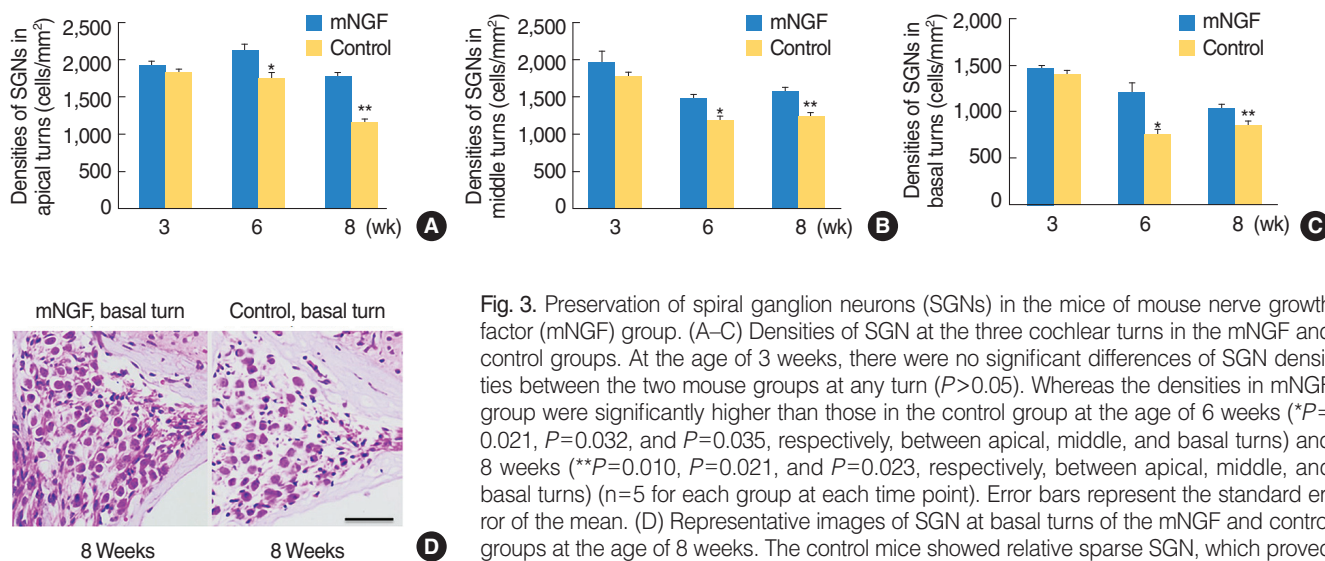 mNGF
Control
Densities of SGNs in
apical turns (cells/mm²)
2,500
2,000
1,500
1,000
500
0
3 6 8 (wk)
A
mNGF
Control
Densities of SGNs in
middle turns (cells/mm²)
2,500
2,000
1,500
1,000
500
0
3 6 8 (wk)
B
mNGF
Control
Densities of SGNs in
basal turns (cells/mm²)
2,000
1,500
1,000
500
0
3 6 8 (wk)
C
* **
* **
* **
mNGF, basal turn Control, basal turn
8 Weeks 8 Weeks
D
Fig. 3. Preservation of spiral ganglion neurons (SGNs) in the mice of mouse nerve growth
factor (mNGF) group. (A–C) Densities of SGN at the three cochlear turns in the mNGF and
control groups. At the age of 3 weeks, there were no significant differences of SGN densi
ties between the two mouse groups at any turn (P>0.05). Whereas the densities in mNGF
group were significantly higher than those in the control group at the age of 6 weeks (*P=
0.021, P=0.032, and P=0.035, respectively, between apical, middle, and basal turns) and
8 weeks (**P=0.010, P=0.021, and P=0.023, respectively, between apical, middle, and
basal turns) (n=5 for each group at each time point). Error bars represent the standard er
ror of the mean. (D) Representative images of SGN at basal turns of the mNGF and contro
groups at the age of 8 weeks. The control mice showed relative sparse SGN, which proved